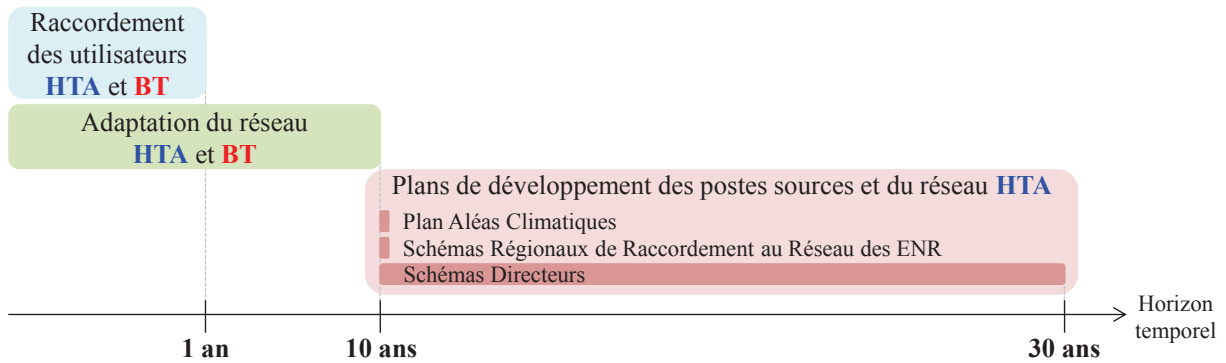 Raccordement
des utilisateurs
HTA et BT
Adaptation du réseau
HTA et BT
Plans de développement des postes sources et du réseau HTA
Plan Aléas Climatiques
Schémas Régionaux de Raccordement au Réseau des ENR
Schémas Directeurs
Horizon
temporel
1 an
10 ans
30 ans